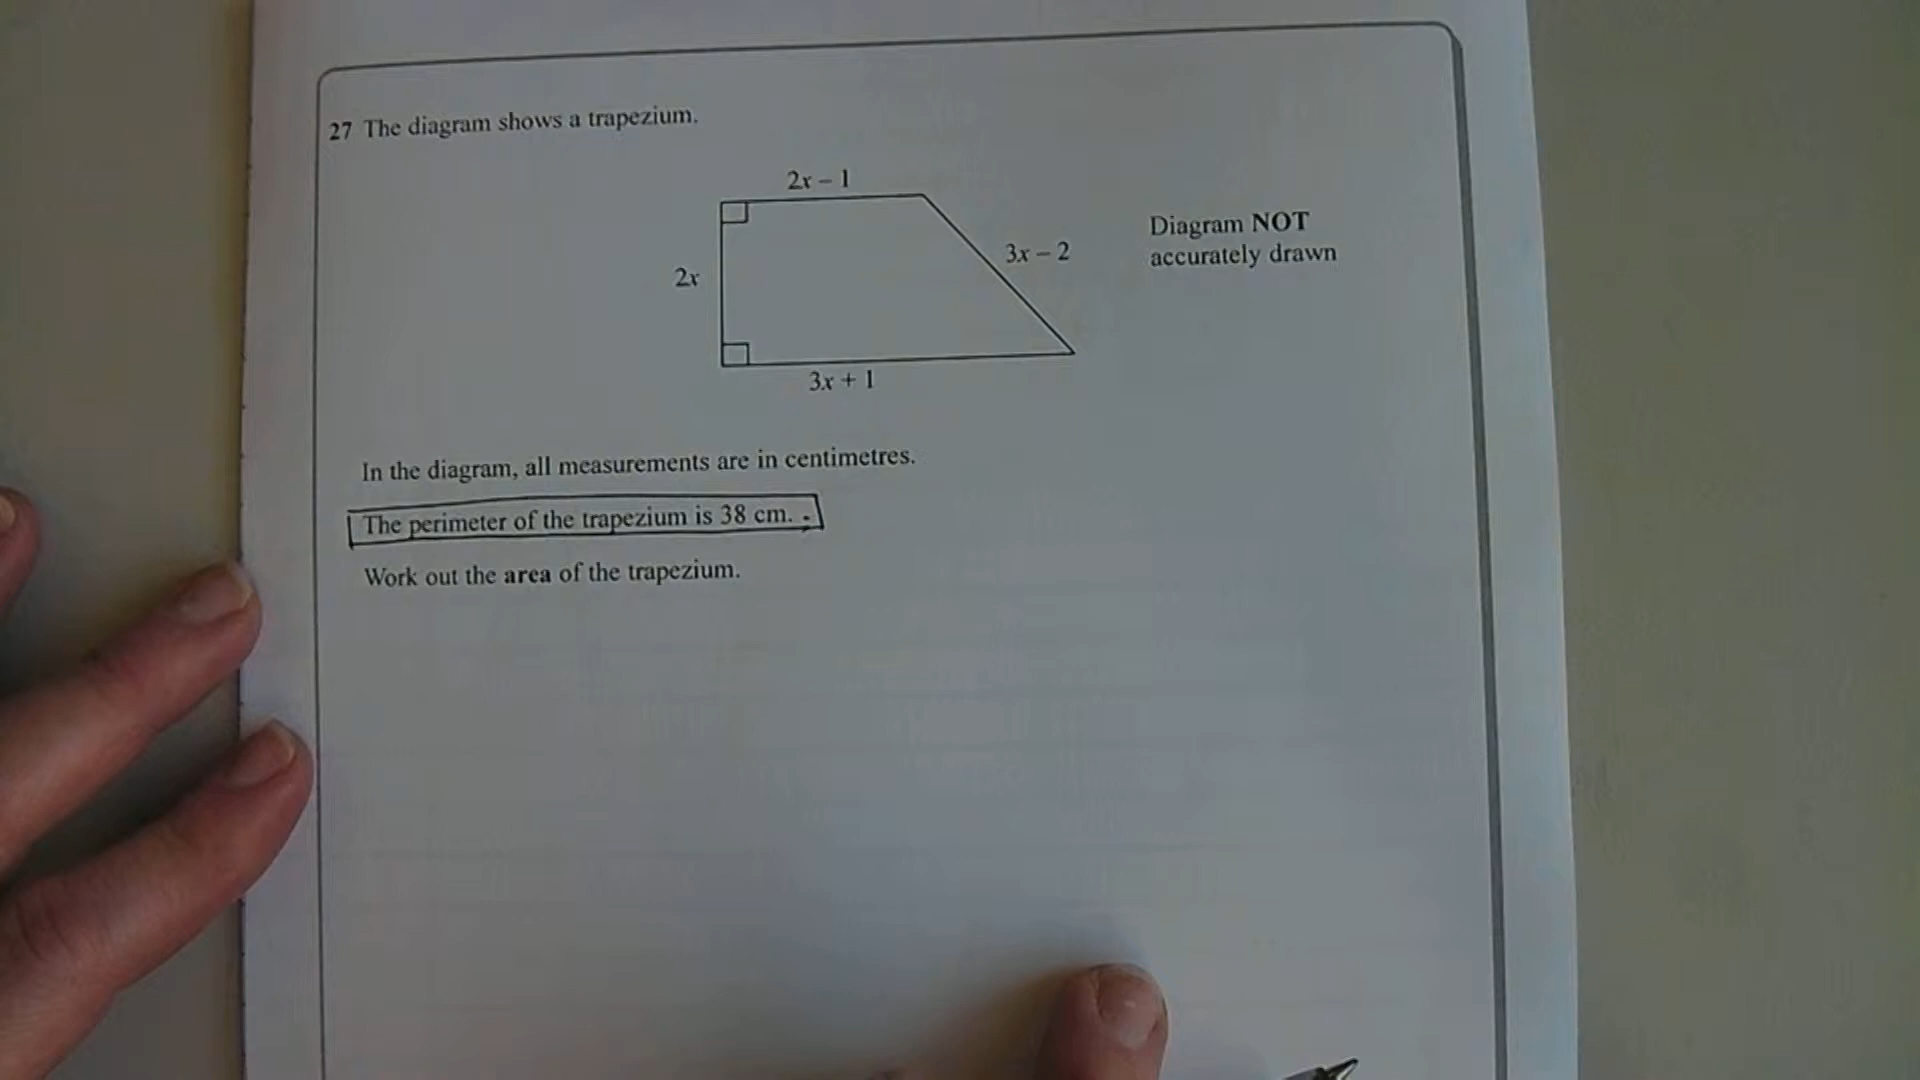 27 The diagram shows a trapezium.
2x – 1
2x
3x – 2
Diagram NOT
accurately drawn
3x + 1
In the diagram, all measurements are in centimetres.
The perimeter of the trapezium is 38 cm.
Work out the area of the trapezium.